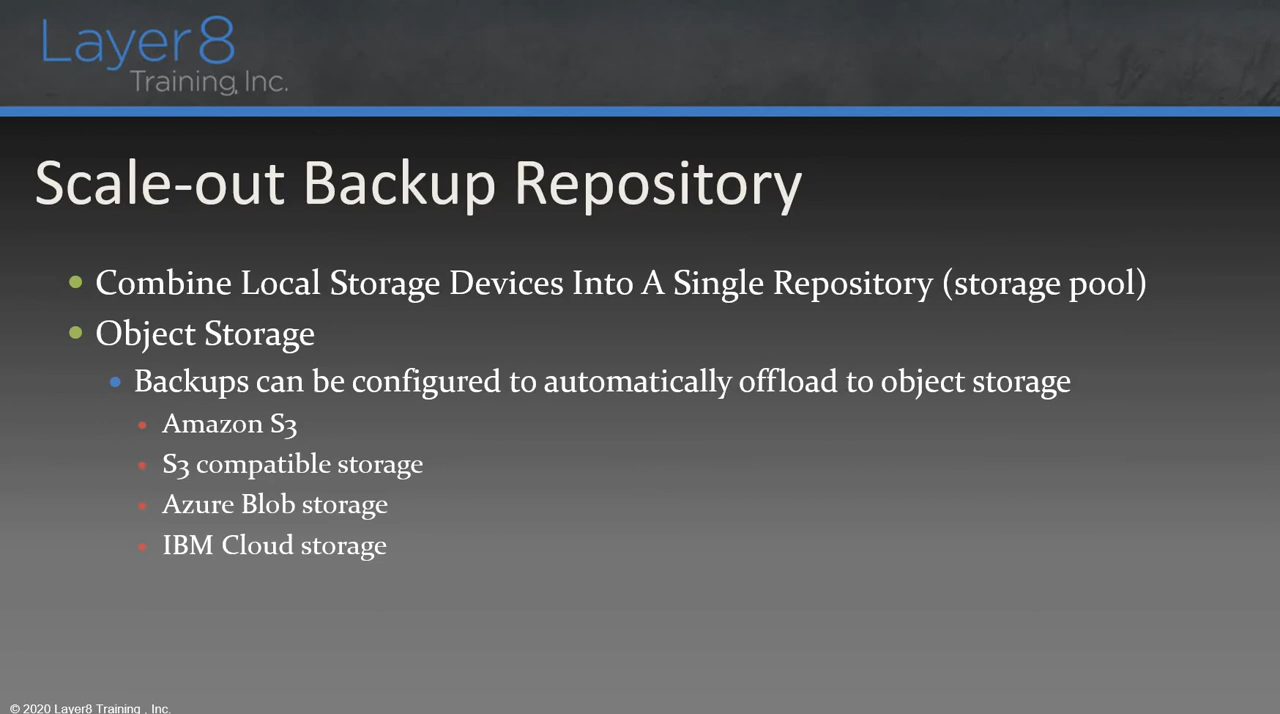 Layer8
Training, Inc.
Scale-out Backup Repository
Combine Local Storage Devices Into A Single Repository (storage pool)
Object Storage
Backups can be configured to automatically offload to object storage
Amazon S3
S3 compatible storage
Azure Blob storage
IBM Cloud storage
© 2020 Layer8 Training , Inc.